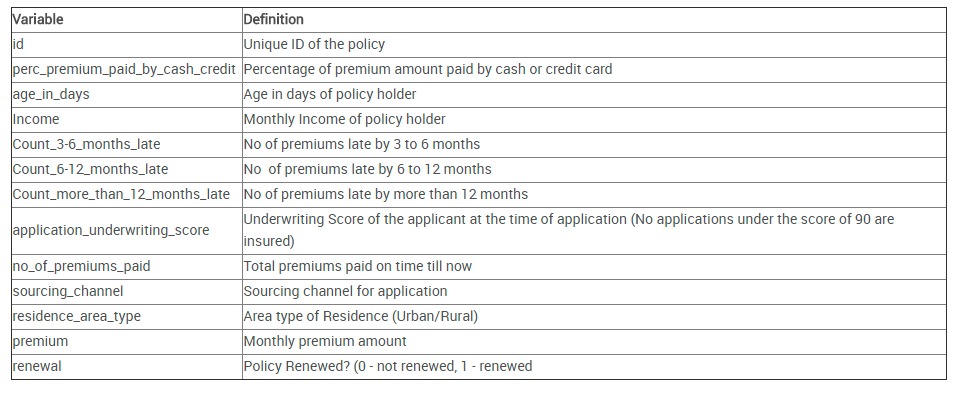 Variable Definition
id Unique ID of the policy
perc_premium_paid_by_cash_credit Percentage of premium amount paid by cash or credit card
age_in_days Age in days of policy holder
Income Monthly Income of policy holder
Count_3-6_months_late No of premiums late by 3 to 6 months
Count_6-12_months_late No of premiums late by 6 to 12 months
Count_more_than_12_months_late No of premiums late by more than 12 months
application_underwriting_score Underwriting Score of the applicant at the time of application (No applications under the score of 90 are
insured)
no_of_premiums_paid Total premiums paid on time till now
sourcing_channel Sourcing channel for application
residence_area_type Area type of Residence (Urban/Rural)
premium Monthly premium amount
renewal Policy Renewed? (0 - not renewed, 1 - renewed